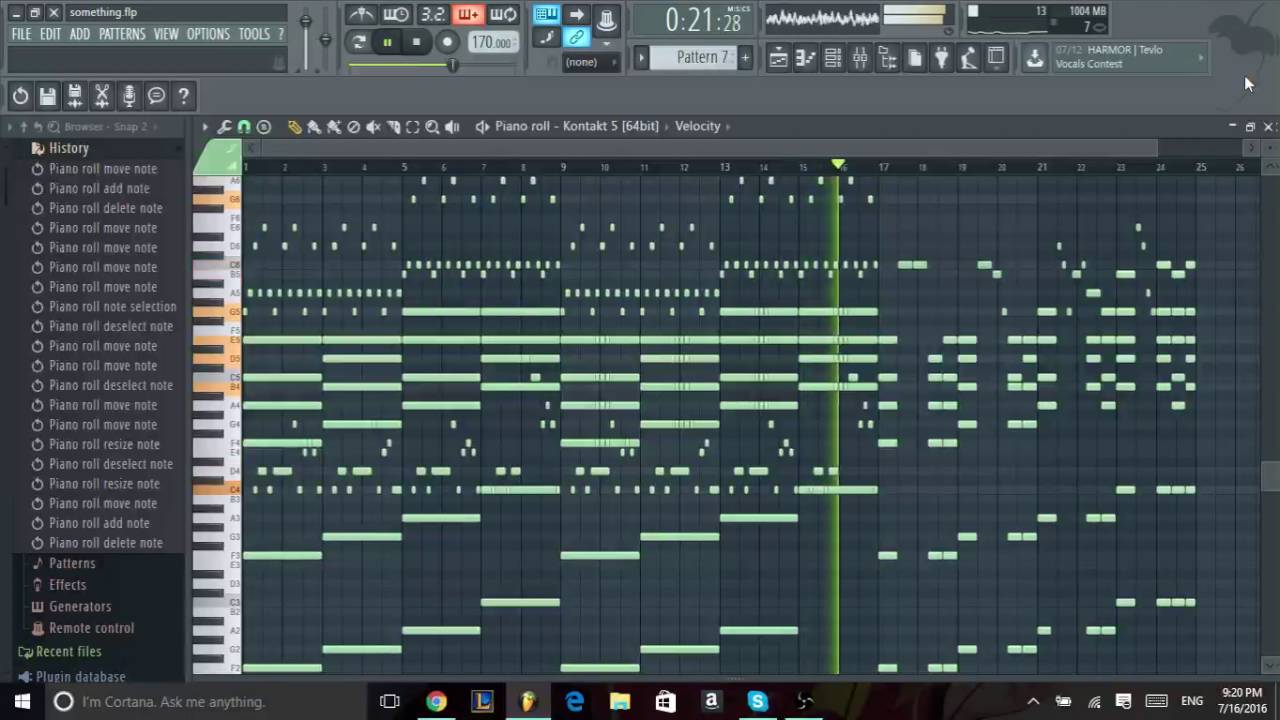 something.flp
FILE EDIT ADD PATTERNS VIEW OPTIONS TOOLS ?
3.2.
170.000
(none)
0:21:28
Pattern 7
13
1004 MB
7
07/12 HARMOR | Tevlo
Vocals Contest
Browser - Snap 2
Piano roll - Kontakt 5 [64bit] Velocity
History
Piano roll move note
Piano roll add note
Piano roll delete note
Piano roll move note
Piano roll move note
Piano roll move note
Piano roll move note
Piano roll note selection
Piano roll deselect note
Piano roll move note
Piano roll move note
Piano roll deselect note
Piano roll move note
Piano roll move note
Piano roll resize note
Piano roll deselect note
Piano roll resize note
Piano roll move note
Piano roll add note
Piano roll delete note
Patterns
Effects
Generators
Remote control
Recent files
Plugin database
1 2 3 4 5 6 7 8 9 10 11 12 13 14 15 16 17 18 19 20 21 22 23 24 25 26
A6
G6
F6
E6
D6
C6
B5
A5
G5
F5
E5
D5
C5
B4
A4
G4
F4
E4
D4
C4
B3
A3
G3
F3
E3
D3
C3
B2
A2
G2
F2
I'm Cortana. Ask me anything.
ENG
9:20 PM
7/16/2016